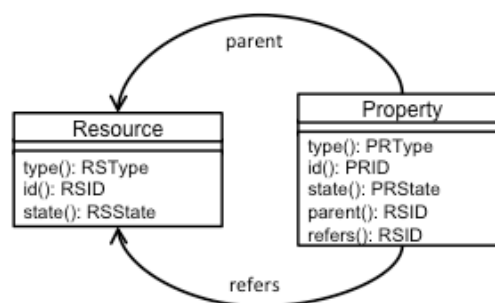 parent
Resource
type(): RSType
id(): RSID
state(): RSState
Property
type(): PRType
id(): PRID
state(): PRState
parent(): RSID
refers(): RSID
refers